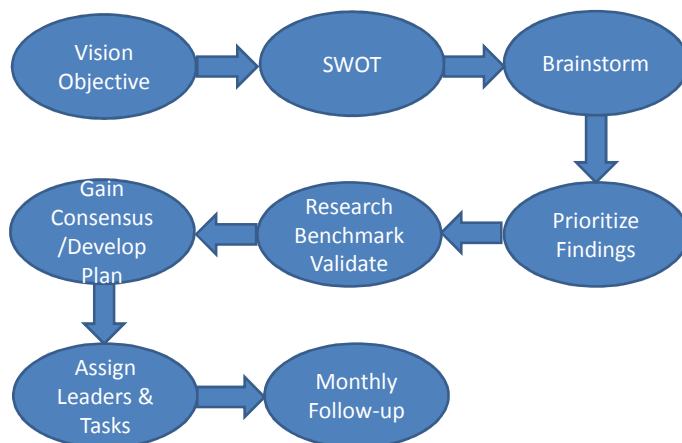 Vision
Objective
SWOT
Brainstorm
Prioritize
Findings
Research
Benchmark
Validate
Gain
Consensus
/Develop
Plan
Assign
Leaders &
Tasks
Monthly
Follow-up